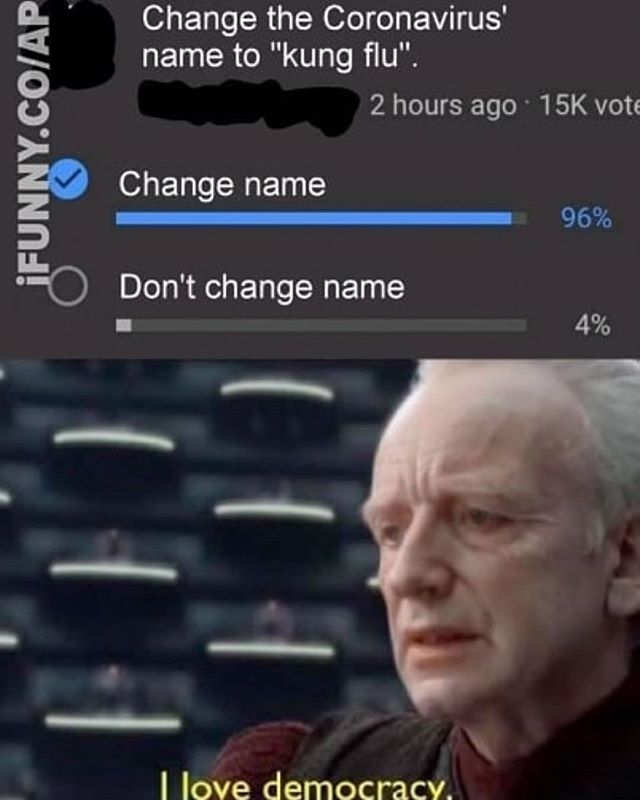 Change the Coronavirus'
name to "kung flu".
2 hours ago · 15K vote
Change name
96%
Don't change name
4%
iFUNNY.CO/AP
I love democracy.